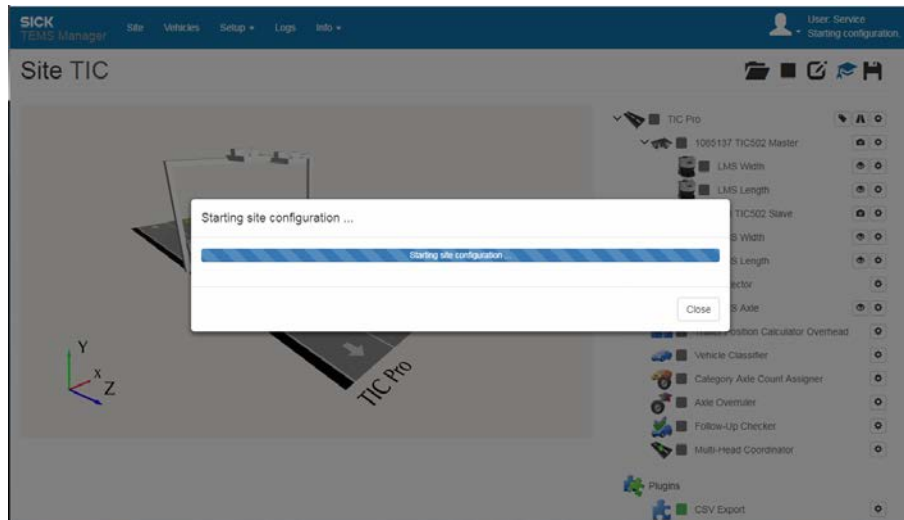 SICK
TEMS Manager
Site
Vehicles
Setup
Logs
Info
User: Service
Starting configuration.
Site TIC
TIC Pro
1065137 TIC502 Master
LMS Width
LMS Length
TIC502 Slave
S Width
S Length
ector
S Axle
Position Calculator Overhead
Vehicle Classifier
Category Axle Count Assigner
Axle Overruler
Follow-Up Checker
Multi-Head Coordinator
Plugins
CSV Export
Starting site configuration ...
Starting site configuration ...
Close
Y
X
Z
TIC Pro